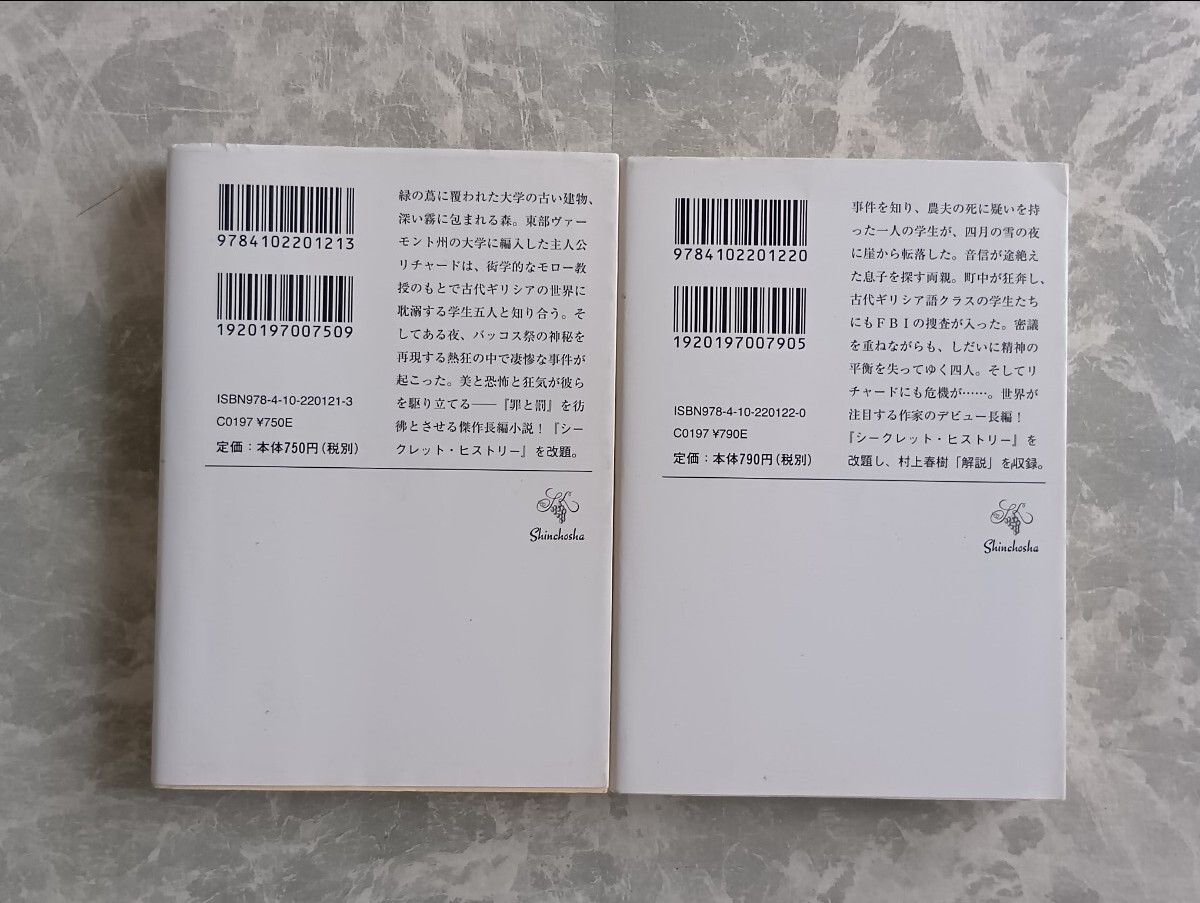 9784102201213
1920197007509
ISBN978-4-10-220121-3
C0197 ¥750E
定価：本体750円（税別）
緑の蔦に覆われた大学の古い建物、
深い霧に包まれる森。東部ヴァー
モント州の大学に編入した主人公
リチャードは、衒学的なモロー教
授のもとで古代ギリシアの世界に
耽溺する学生五人と知り合う。そ
してある夜、バッコス祭の神秘を
再現する熱狂の中で凄惨な事件が
起こった。美と恐怖と狂気が彼ら
を駆り立てる――『罪と罰』を彷
彿とさせる傑作長編小説！『シー
クレット・ヒストリー』を改題。
Shinchosha
9784102201220
1920197007905
ISBN978-4-10-220122-0
C0197 ¥790E
定価：本体790円（税別）
事件を知り、農夫の死に疑いを持
った一人の学生が、四月の雪の夜
に崖から転落した。音信が途絶え
た息子を探す両親。町中が狂奔し、
古代ギリシア語クラスの学生たち
にもＦＢＩの捜査が入った。密議
を重ねながらも、しだいに精神の
平衡を失ってゆく四人。そしてリ
チャードにも危機が……。世界が
注目する作家のデビュー長編！
『シークレット・ヒストリー』を
改題し、村上春樹「解説」を収録。
Shinchosha